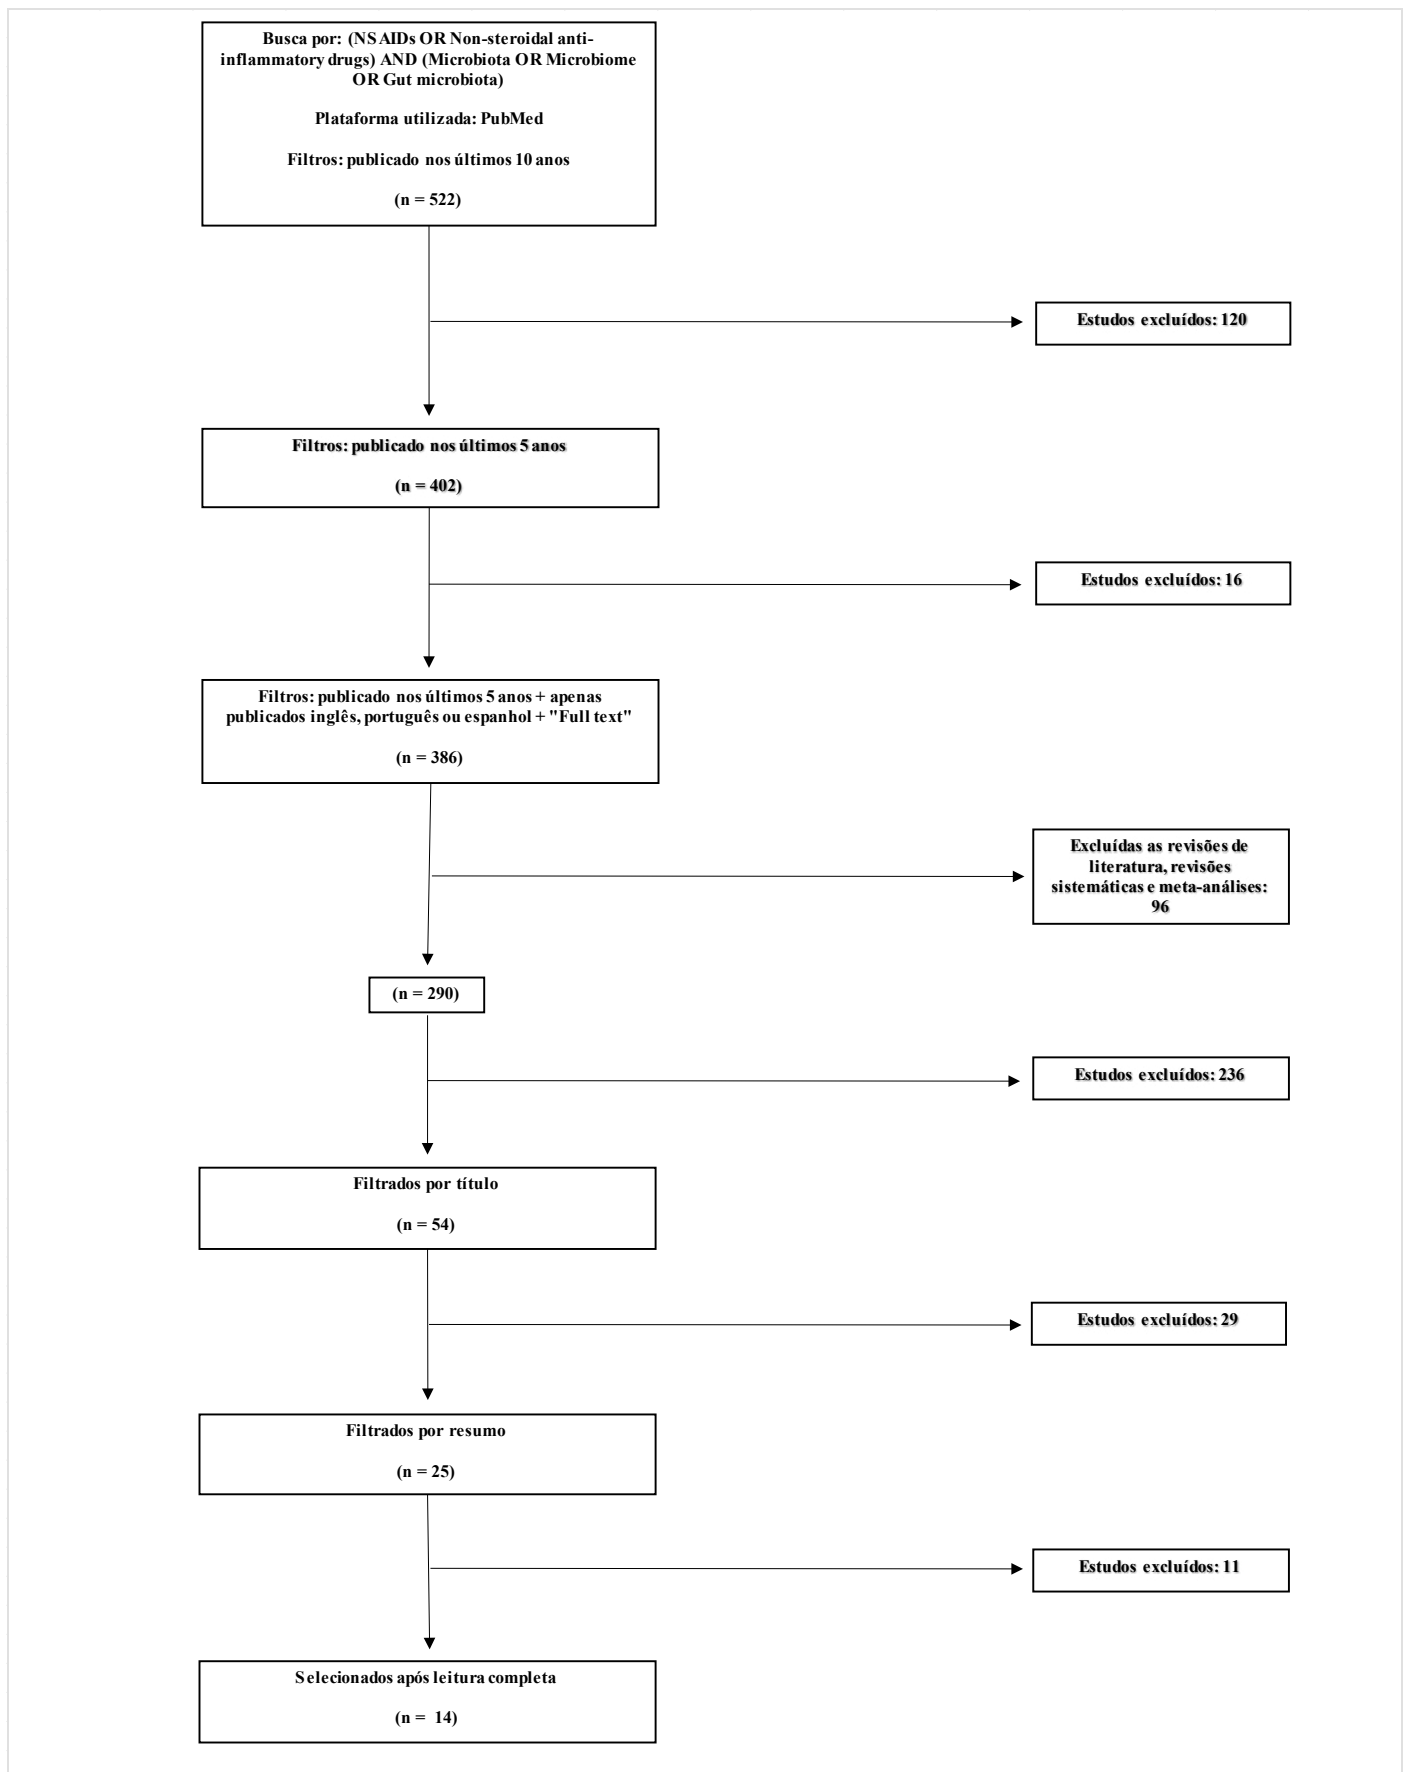 Busca por: (NSAIDs OR Non-steroidal anti-
inflammatory drugs) AND (Microbiota OR Microbiome
OR Gut microbiota)
Plataforma utilizada: PubMed
Filtros: publicado nos últimos 10 anos
(n = 522)
Estudos excluídos: 120
Filtros: publicado nos últimos 5 anos
(n = 402)
Estudos excluídos: 16
Filtros: publicado nos últimos 5 anos + apenas
publicados inglês, português ou espanhol + "Full text"
(n = 386)
Excluídas as revisões de
literatura, revisões
sistemáticas e meta-análises:
96
(n = 290)
Estudos excluídos: 236
Filtrados por título
(n = 54)
Estudos excluídos: 29
Filtrados por resumo
(n = 25)
Estudos excluídos: 11
Selecionados após leitura completa
(n = 14)